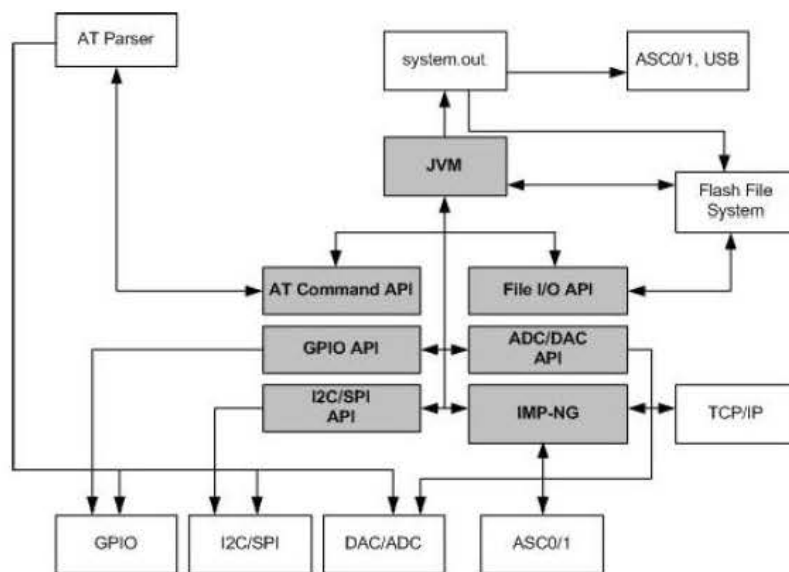 AT Parser
system.out
ASC0/1, USB
JVM
Flash File
System
AT Command API
File I/O API
GPIO API
ADC/DAC
API
I2C/SPI
API
IMP-NG
TCP/IP
GPIO
I2C/SPI
DAC/ADC
ASC0/1